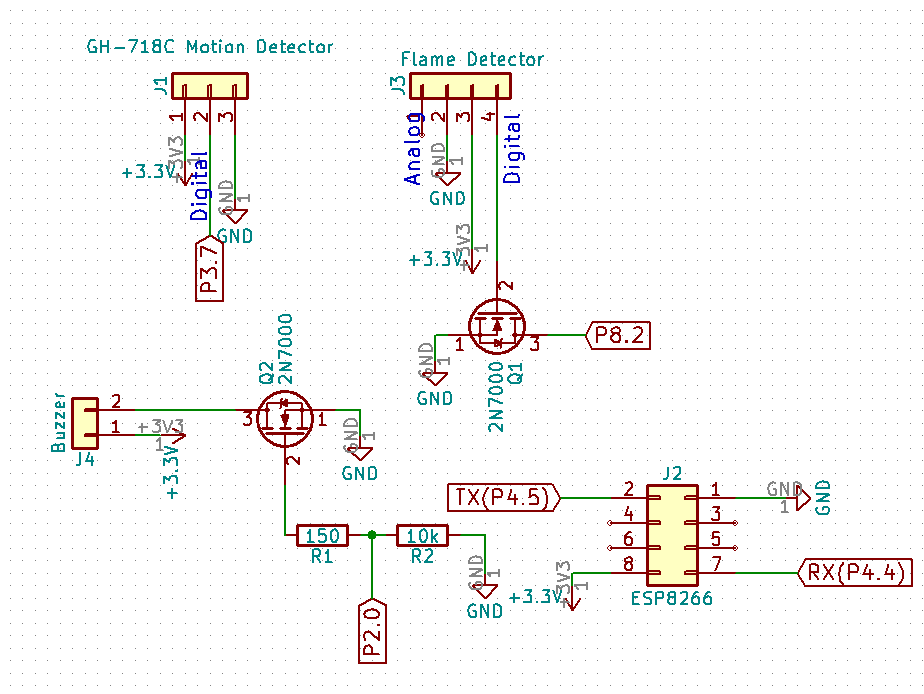 GH-718C Motion Detector
Flame Detector
J1
J3
1
2
3
1
2
3
4
+3V3
1
+3.3V
Digital
GND
1
GND
Analog
GND
1
GND
Digital
+3V3
1
+3.3V
P3.7
2
1
3
P8.2
GND
1
GND
2N7000
Q1
Q2
2N7000
3
1
2
GND
1
GND
Buzzer
2
1
J4
+3V3
1
+3.3V
150
R1
10k
R2
GND
1
GND
P2.0
J2
TX(P4.5)
2
4
6
8
1
3
5
7
GND
1
GND
+3V3
1
+3.3V
RX(P4.4)
ESP8266